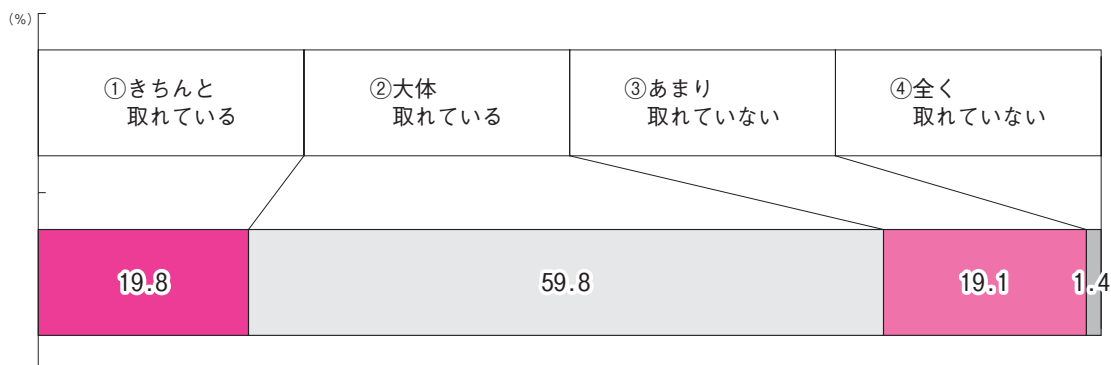 (%)
①きちんと
取れている
②大体
取れている
③あまり
取れていない
④全く
取れていない
19.8
59.8
19.1
1.4